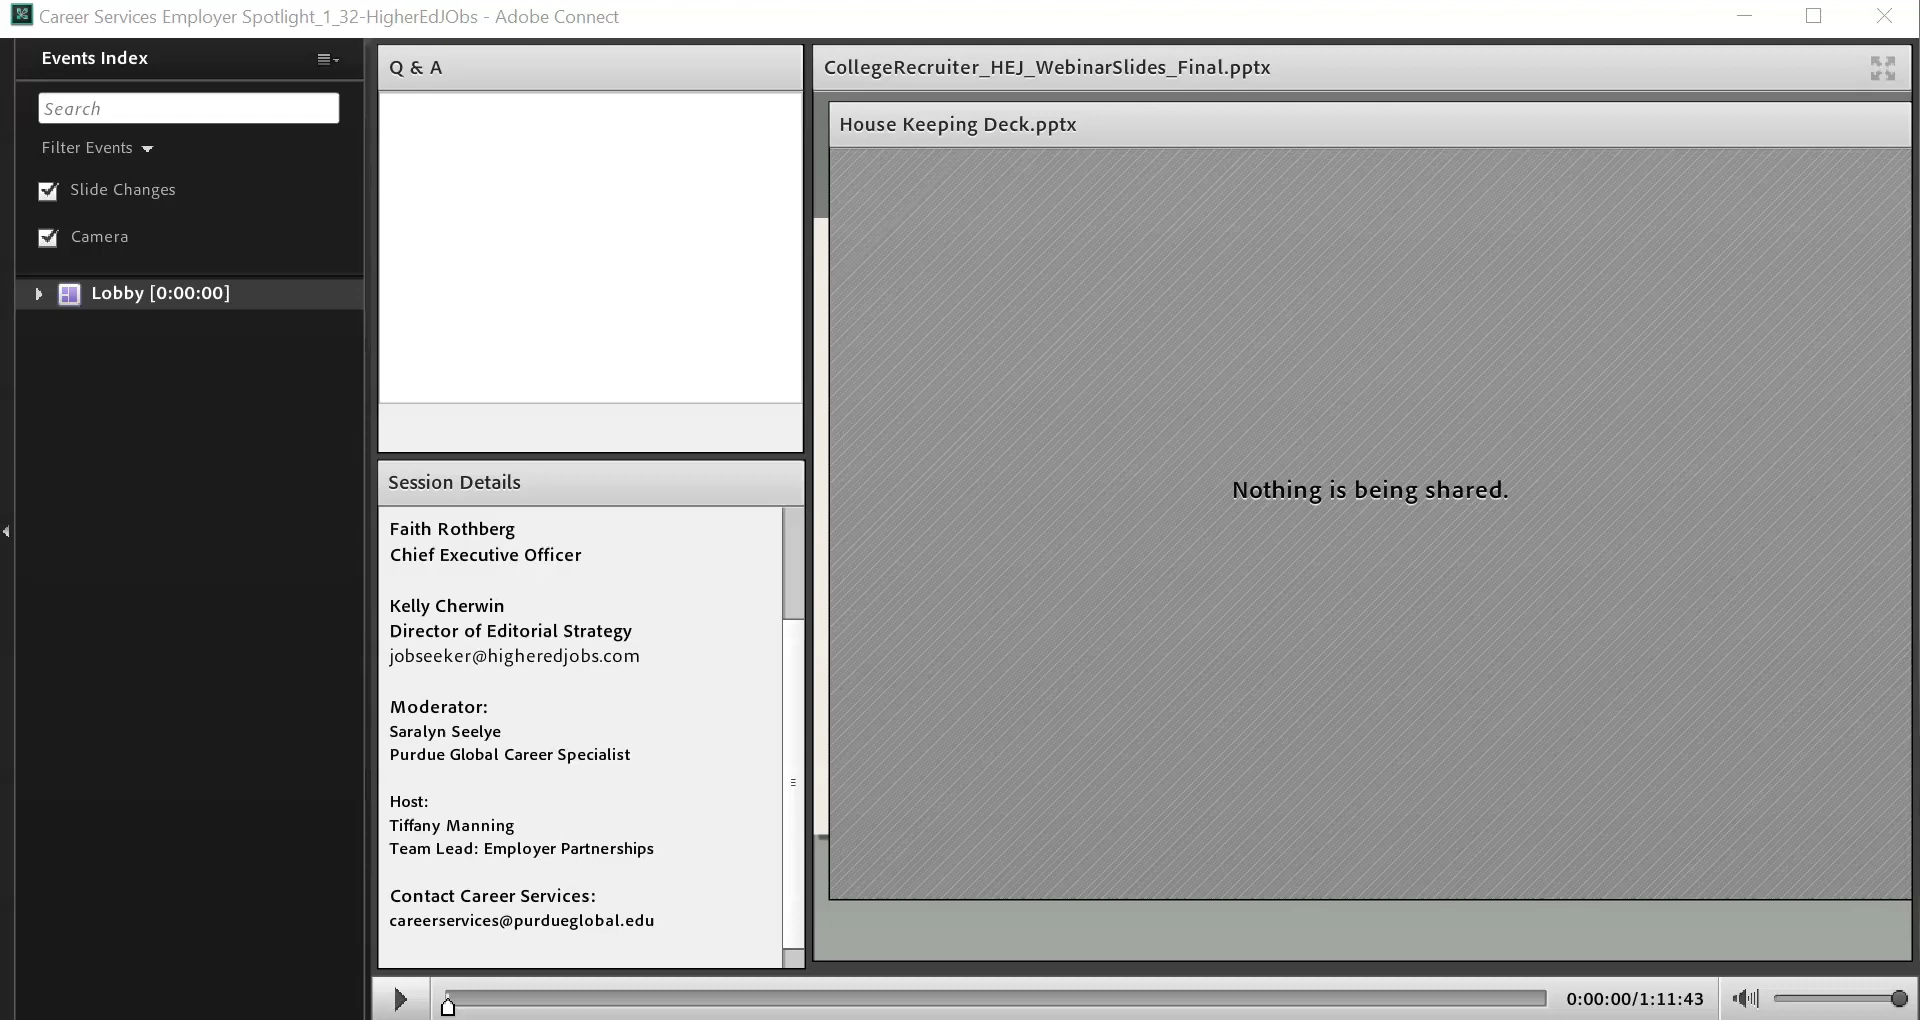 Career Services Employer Spotlight_1_32-HigherEdJObs - Adobe Connect
Events Index
Search
Filter Events
Slide Changes
Camera
Lobby [0:00:00]
Q & A
Session Details
Faith Rothberg
Chief Executive Officer
Kelly Cherwin
Director of Editorial Strategy
jobseeker@higheredjobs.com
Moderator:
Saralyn Seelye
Purdue Global Career Specialist
Host:
Tiffany Manning
Team Lead: Employer Partnerships
Contact Career Services:
careerservices@purdueglobal.edu
CollegeRecruiter_HEJ_WebinarSlides_Final.pptx
House Keeping Deck.pptx
Nothing is being shared.
0:00:00/1:11:43